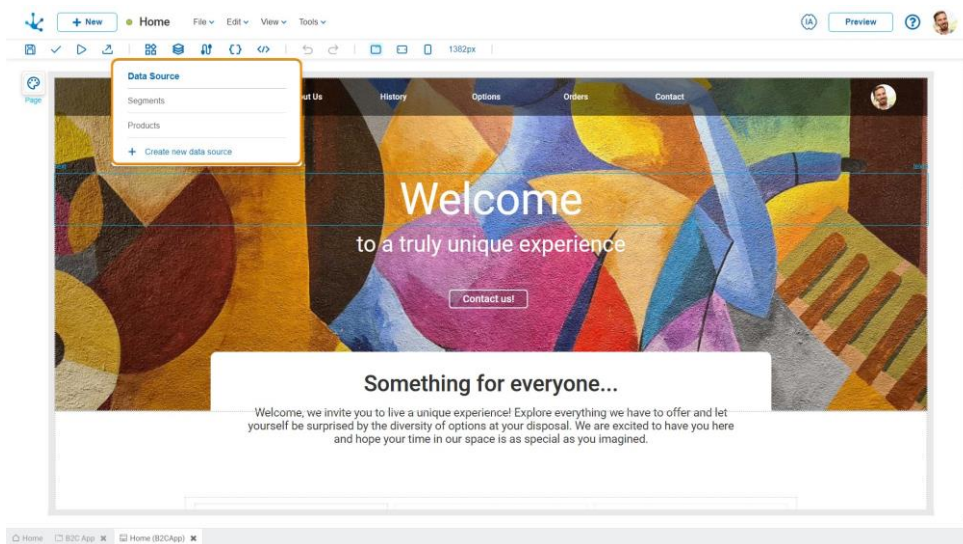 + New
Home
File
Edit
View
Tools
IA
Preview
?
1382px
Page
Data Source
Segments
Products
+ Create new data source
ut Us
History
Options
Orders
Contact
Welcome
to a truly unique experience
Contact us!
Something for everyone...
Welcome, we invite you to live a unique experience! Explore everything we have to offer and let
yourself be surprised by the diversity of options at your disposal. We are excited to have you here
and hope your time in our space is as special as you imagined.
Home
B2C App
Home (B2CApp)